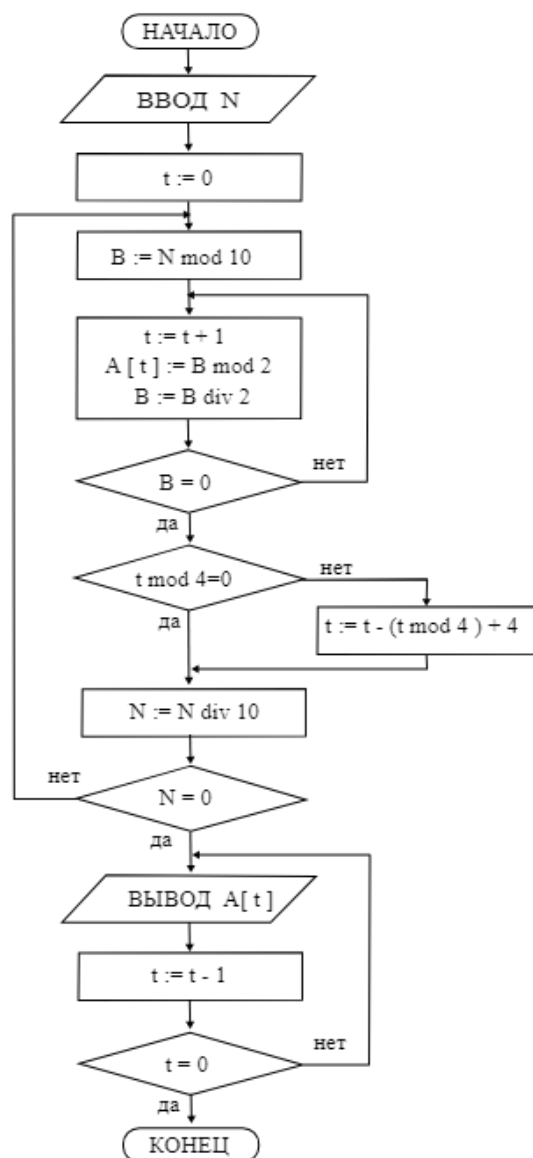 НАЧАЛО
ВВОД N
t := 0
B := N mod 10
t := t + 1
A [ t ] := B mod 2
B := B div 2
B = 0
нет
да
t mod 4=0
нет
да
t := t - (t mod 4 ) + 4
N := N div 10
N = 0
нет
да
ВЫВОД A[ t ]
t := t - 1
t = 0
нет
да
КОНЕЦ